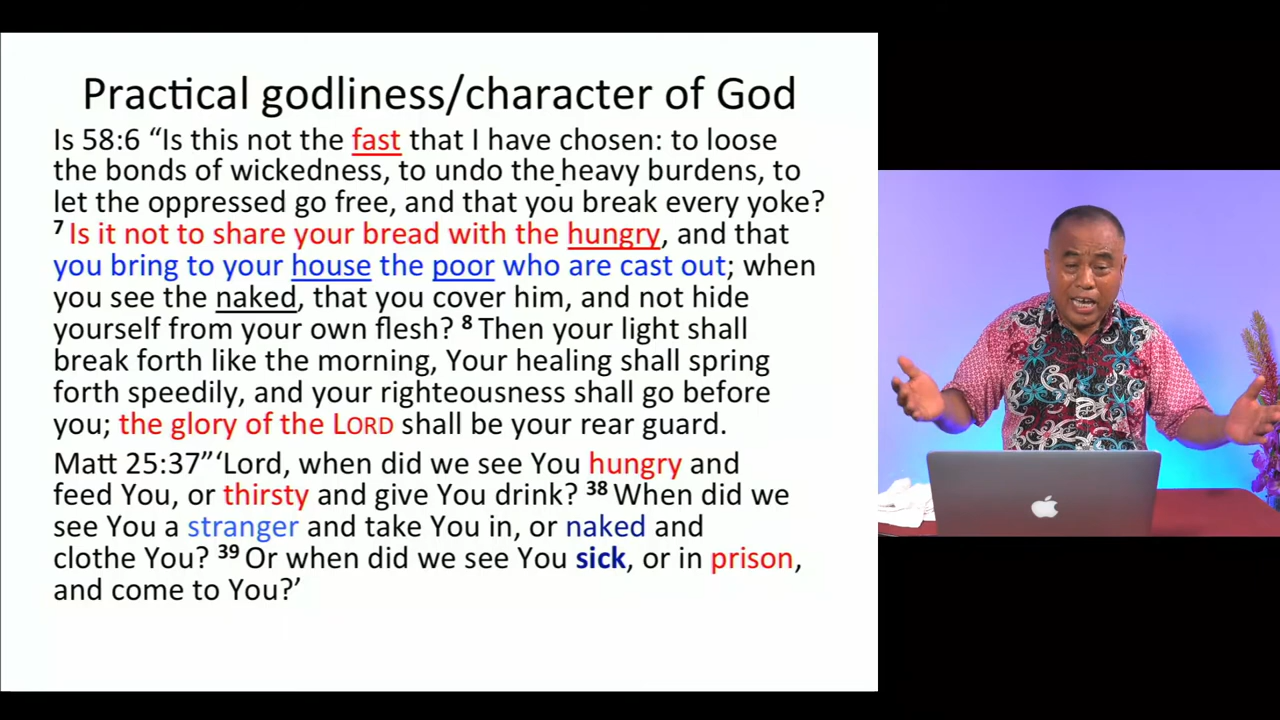 Practical godliness/character of God
Is 58:6 “Is this not the fast that I have chosen: to loose
the bonds of wickedness, to undo the heavy burdens, to
let the oppressed go free, and that you break every yoke?
7 Is it not to share your bread with the hungry, and that
you bring to your house the poor who are cast out; when
you see the naked, that you cover him, and not hide
yourself from your own flesh? 8 Then your light shall
break forth like the morning, Your healing shall spring
forth speedily, and your righteousness shall go before
you; the glory of the LORD shall be your rear guard.
Matt 25:37”‘Lord, when did we see You hungry and
feed You, or thirsty and give You drink? 38 When did we
see You a stranger and take You in, or naked and
clothe You? 39 Or when did we see You sick, or in prison,
and come to You?’